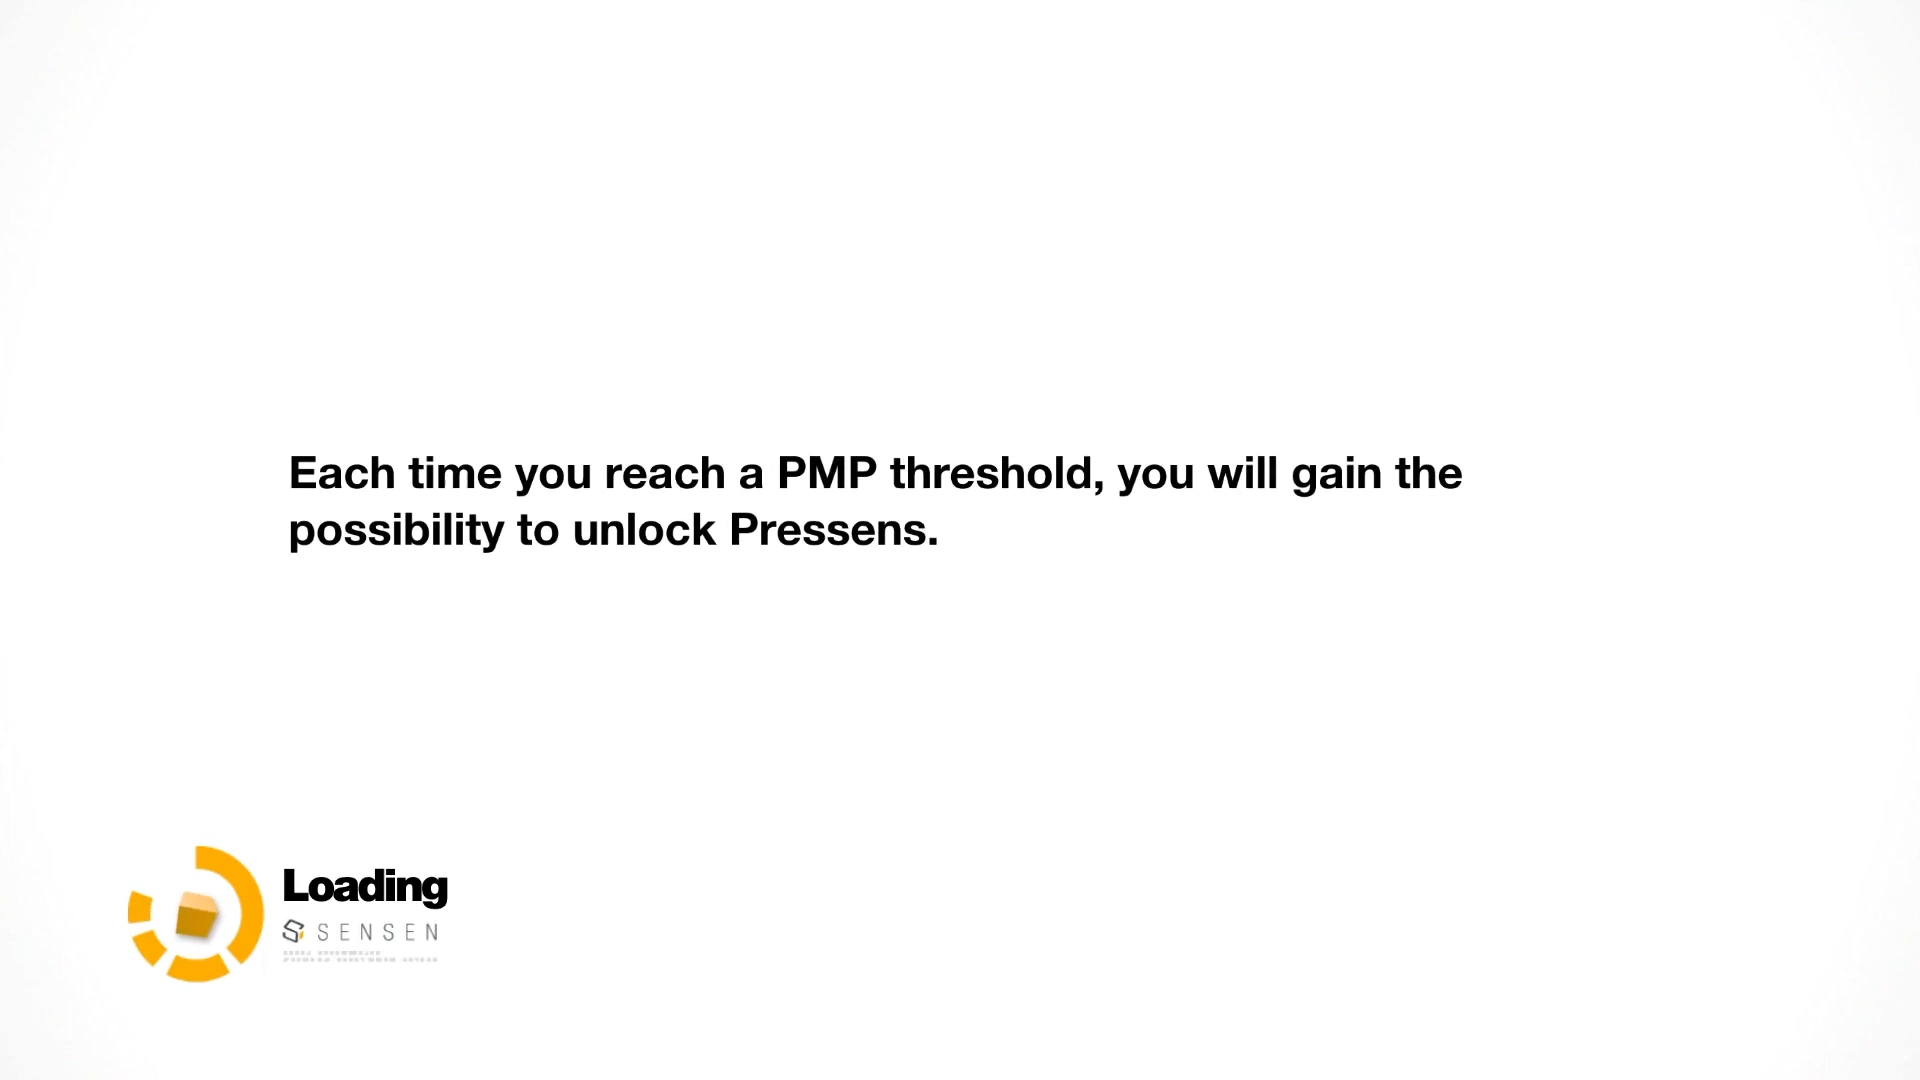 Each time you reach a PMP threshold, you will gain the
possibility to unlock Pressens.
Loading
SENSEN